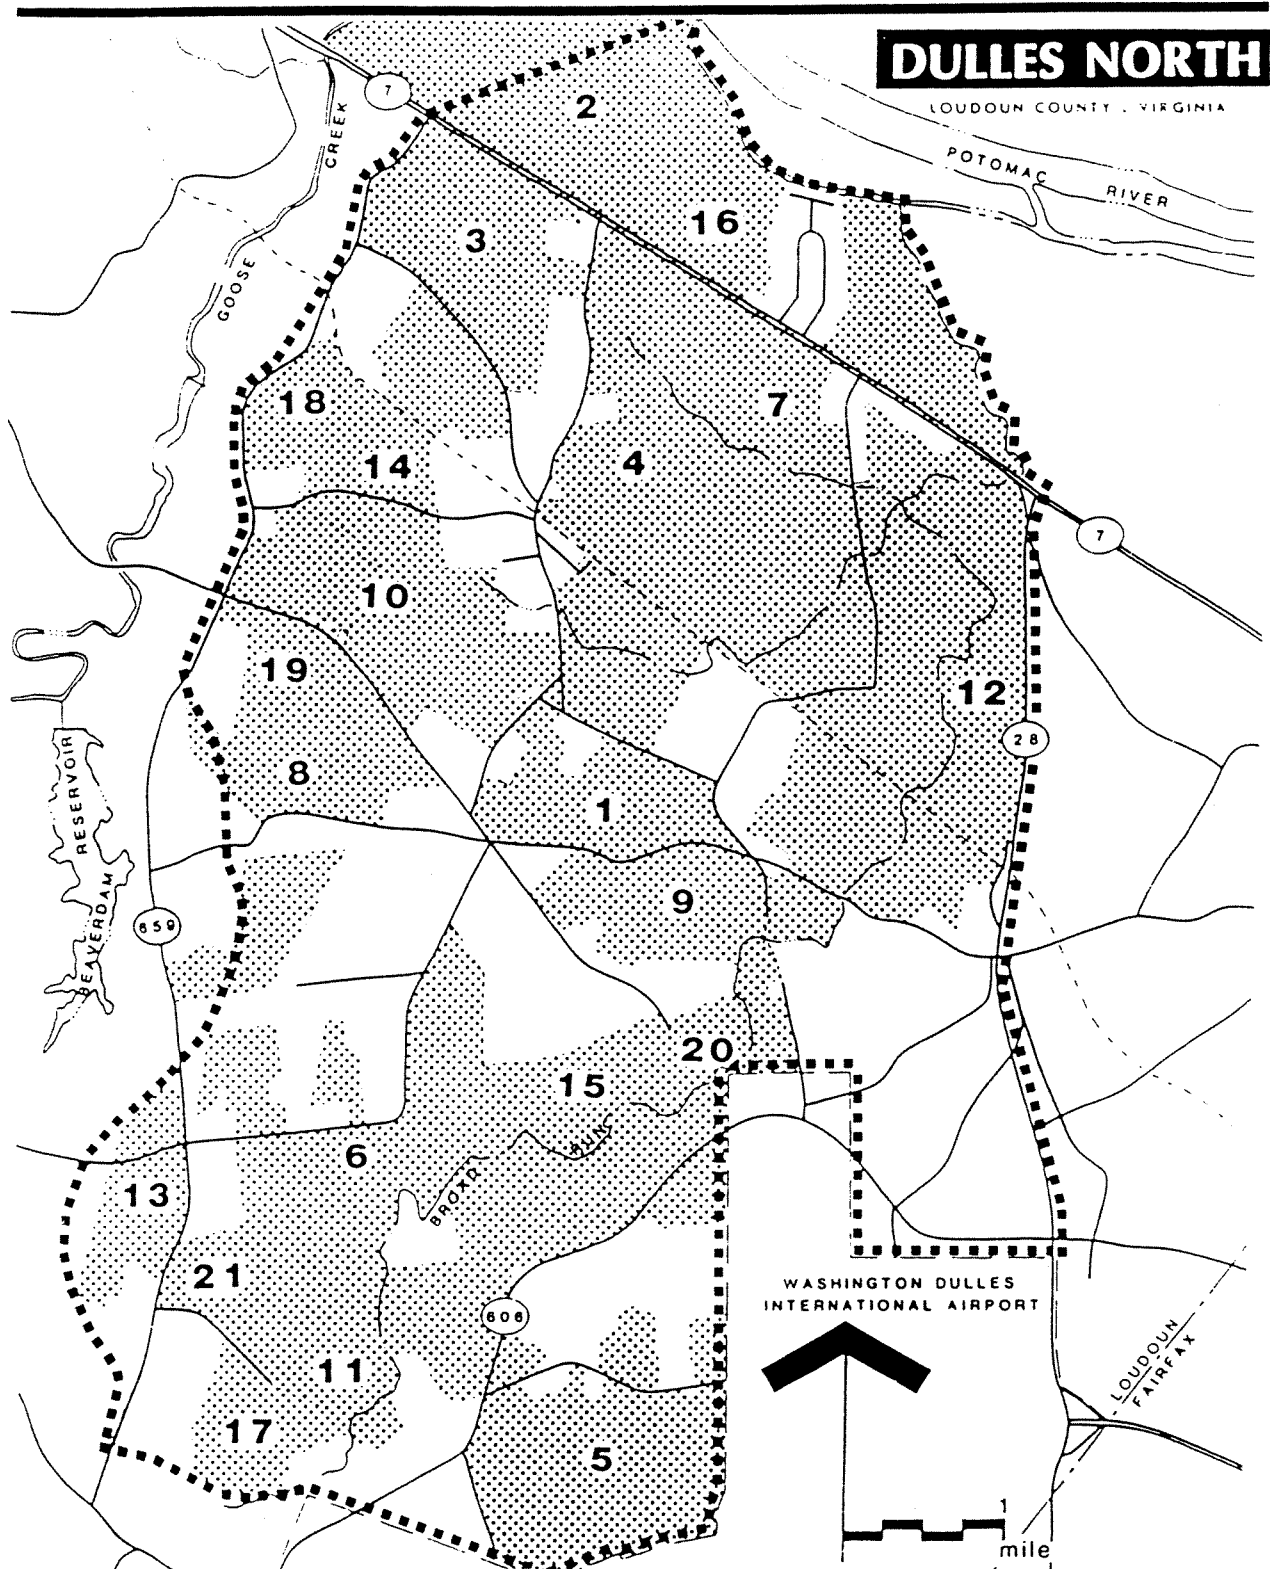 DULLES NORTH
LOUDOUN COUNTY . VIRGINIA
7
2
CREEK
POTOMAC RIVER
16
3
GOOSE
18
7
14
4
7
10
19
12
28
8
1
RESERVOIR
BEAVERDAM
9
659
20
15
RUN
6
13
BROAD
21
WASHINGTON DULLES
INTERNATIONAL AIRPORT
606
LOUDOUN
FAIRFAX
11
17
5
1
mile